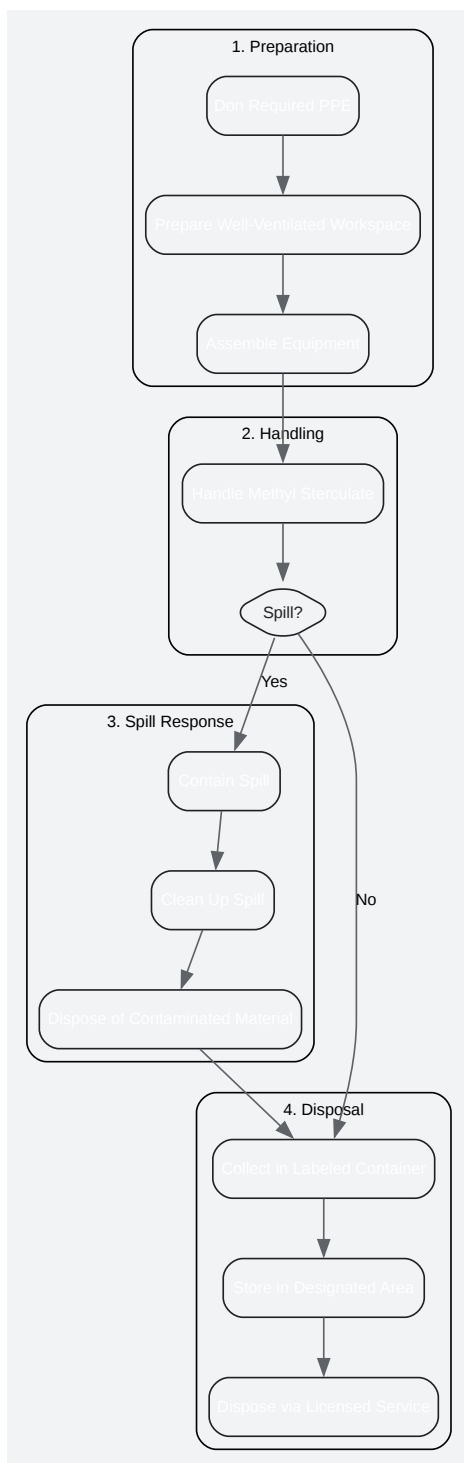 1. Preparation
Don Required PPE
Prepare Well-Ventilated Workspace
Assemble Equipment
2. Handling
Handle Methyl Sterculate
Spill?
Yes
3. Spill Response
Contain Spill
Clean Up Spill
No
Dispose of Contaminated Material
4. Disposal
Collect in Labeled Container
Store in Designated Area
Dispose via Licensed Service